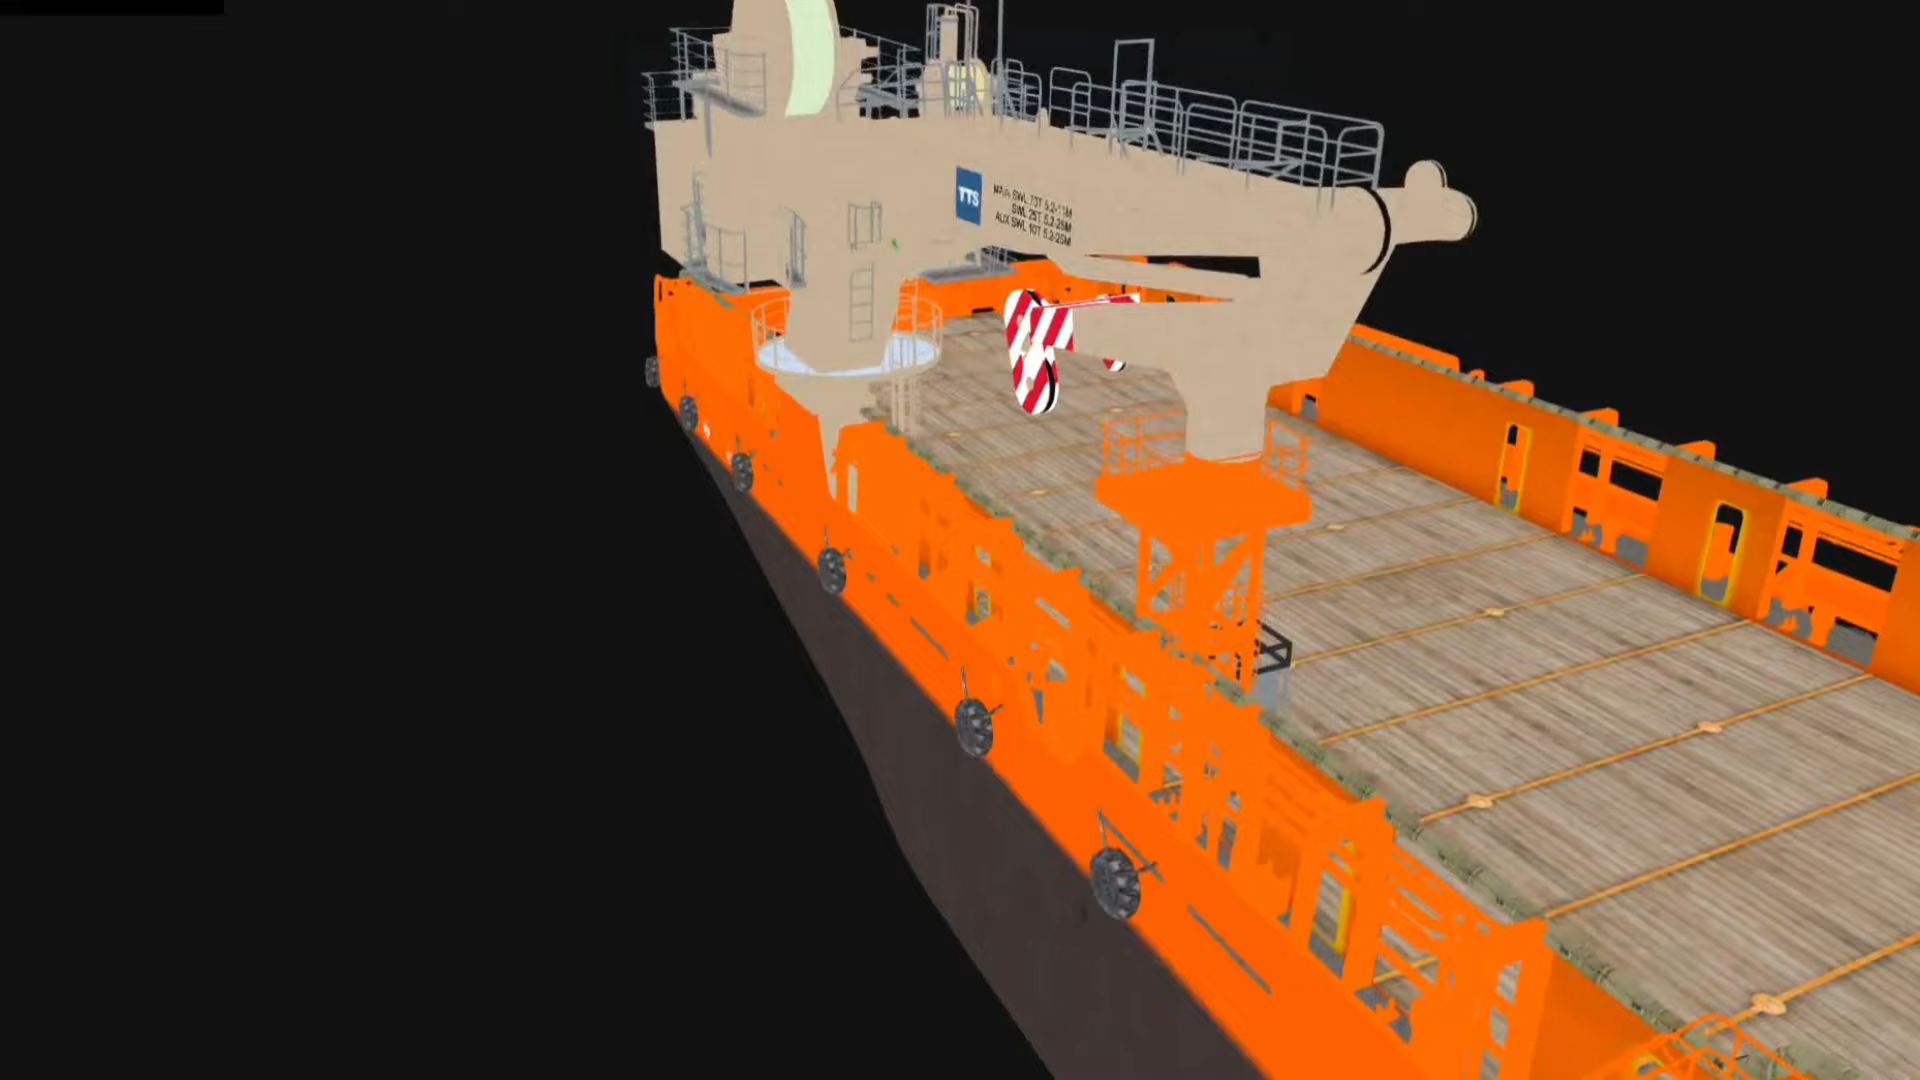 TTS
MAIN SWL 70T 5.2-11M
SWL 25T 5.2-25M
AUX SWL 10T 5.2-25M